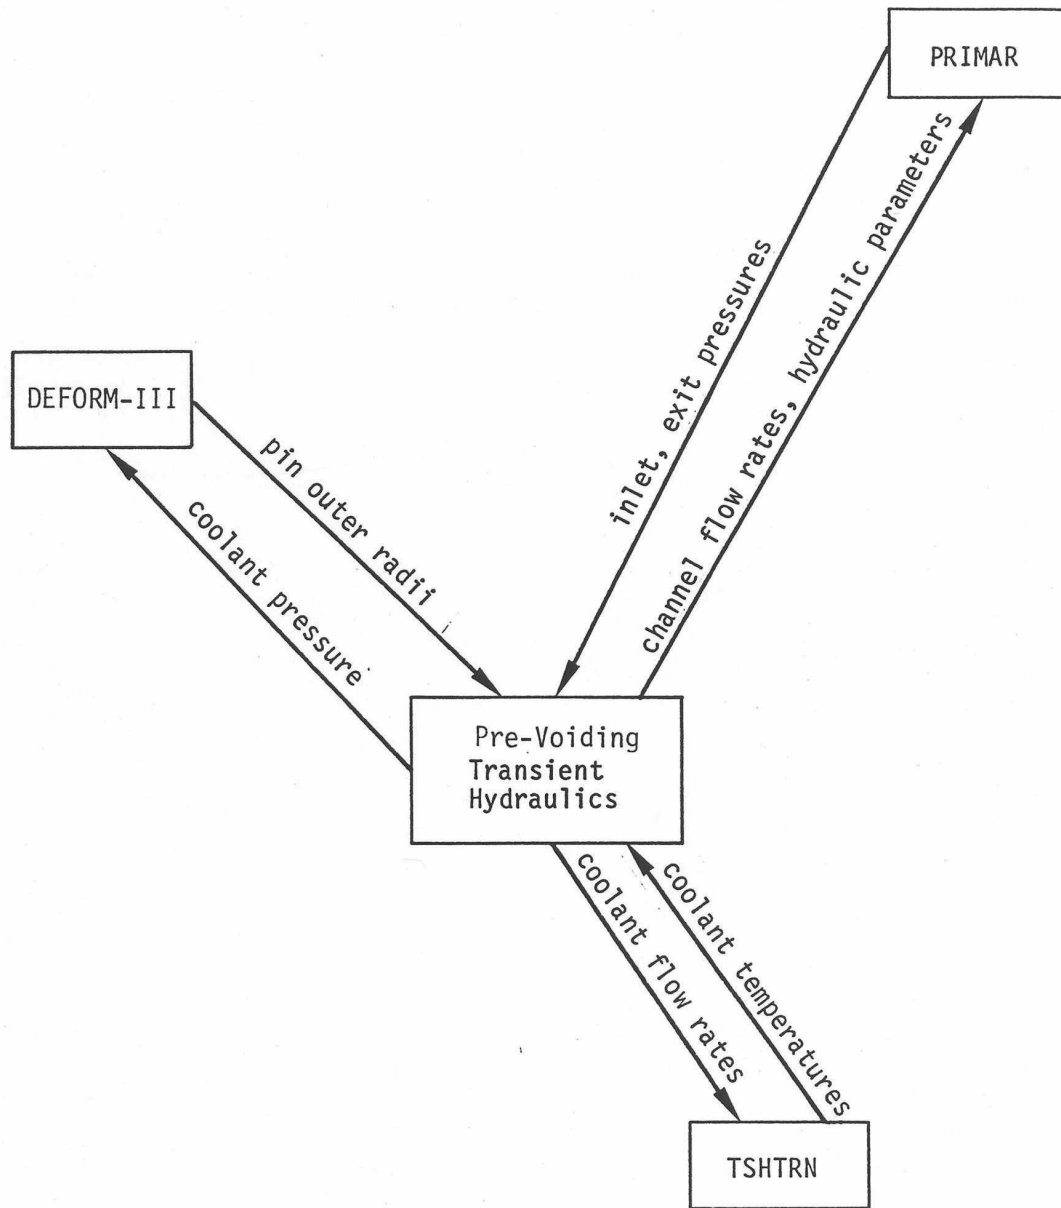 PRIMAR
inlet, exit pressures
channel flow rates, hydraulic parameters
DEFORM-III
pin outer radii
coolant pressure
Pre-Voiding
Transient
Hydraulics
coolant flow rates
coolant temperatures
TSHTRN